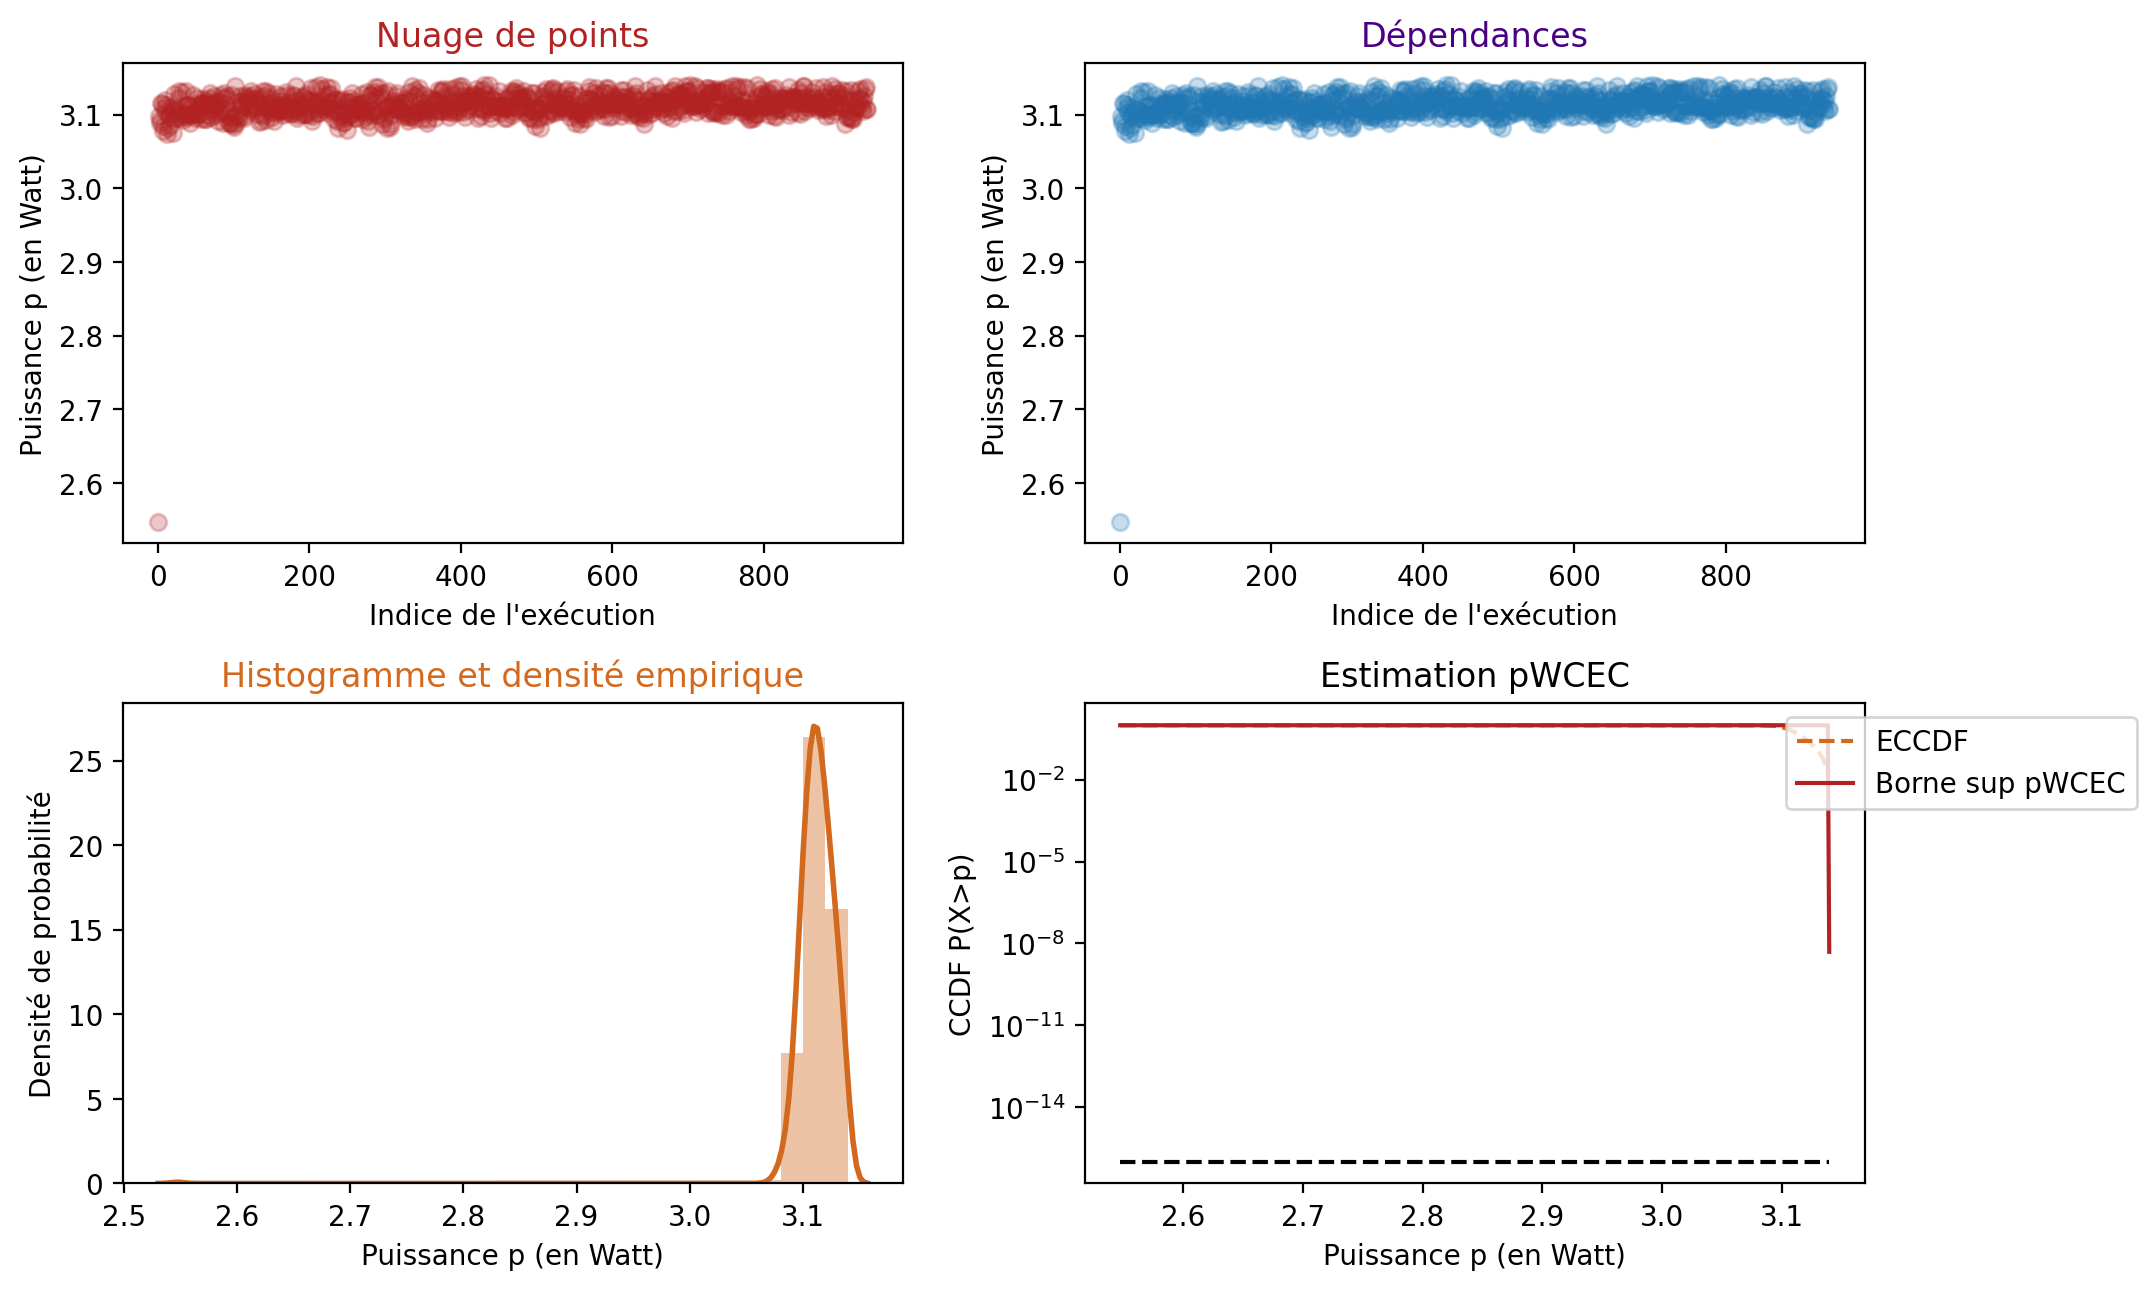 Nuage de points
Puissance p (en Watt)
3.1
3.0
2.9
2.8
2.7
2.6
0 200 400 600 800
Indice de l'exécution
Dépendances
Puissance p (en Watt)
3.1
3.0
2.9
2.8
2.7
2.6
0 200 400 600 800
Indice de l'exécution
Histogramme et densité empirique
Densité de probabilité
25
20
15
10
5
0
2.5 2.6 2.7 2.8 2.9 3.0 3.1
Puissance p (en Watt)
Estimation pWCEC
CCDF P(X>p)
10⁻²
10⁻⁵
10⁻⁸
10⁻¹¹
10⁻¹⁴
ECCDF
Borne sup pWCEC
2.6 2.7 2.8 2.9 3.0 3.1
Puissance p (en Watt)